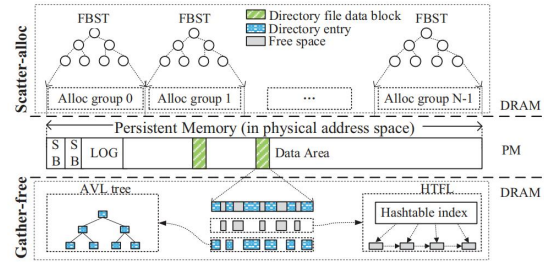 Directory file data block
Directory entry
Free space
Scatter-alloc
FBST
FBST
FBST
Alloc group 0
Alloc group 1
...
Alloc group N-1
DRAM
Persistent Memory (in physical address space)
S B
S B
LOG
Data Area
PM
DRAM
Gather-free
AVL tree
HTFL
Hashtable index